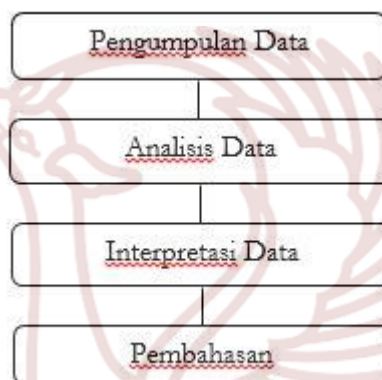 Pengumpulan Data
Analisis Data
Interpretasi Data
Pembahasan